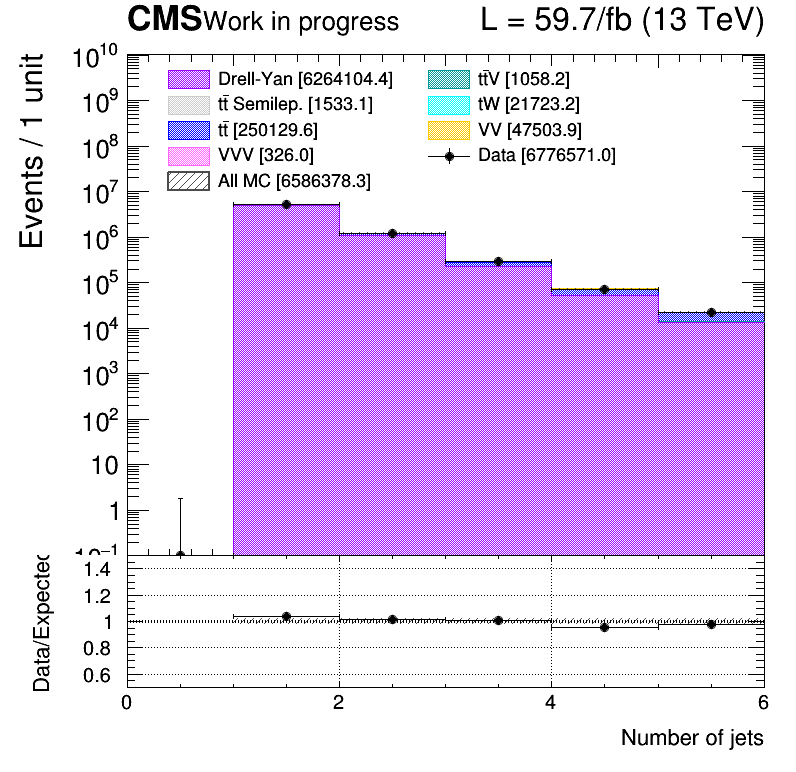 CMS Work in progress L = 59.7/fb (13 TeV)
Events / 1 unit
10^10
10^9
10^8
10^7
10^6
10^5
10^4
10^3
10^2
10
1
10^−1
Drell-Yan [6264104.4]
tt̄ Semilep. [1533.1]
tt̄ [250129.6]
VVV [326.0]
All MC [6586378.3]
tt̄V [1058.2]
tW [21723.2]
VV [47503.9]
Data [6776571.0]
Data/Expected
1.4
1.2
1
0.8
0.6
0 2 4 6
Number of jets